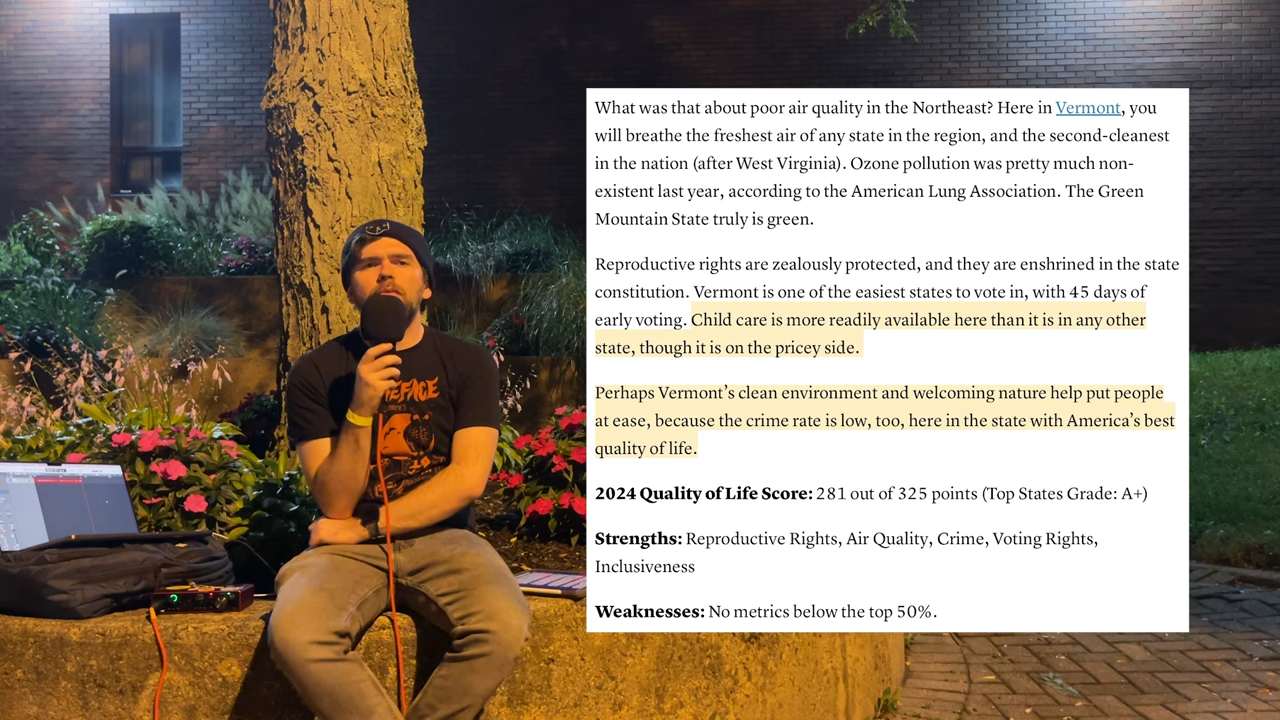 What was that about poor air quality in the Northeast? Here in Vermont, you
will breathe the freshest air of any state in the region, and the second-cleanest
in the nation (after West Virginia). Ozone pollution was pretty much non-
existent last year, according to the American Lung Association. The Green
Mountain State truly is green.
Reproductive rights are zealously protected, and they are enshrined in the state
constitution. Vermont is one of the easiest states to vote in, with 45 days of
early voting. Child care is more readily available here than it is in any other
state, though it is on the pricey side.
Perhaps Vermont’s clean environment and welcoming nature help put people
at ease, because the crime rate is low, too, here in the state with America’s best
quality of life.
2024 Quality of Life Score: 281 out of 325 points (Top States Grade: A+)
Strengths: Reproductive Rights, Air Quality, Crime, Voting Rights,
Inclusiveness
Weaknesses: No metrics below the top 50%.